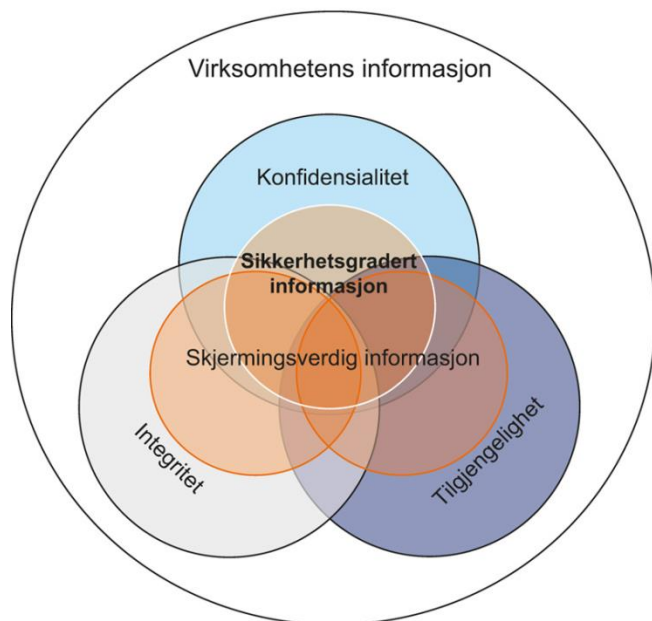 Virksomhetens informasjon
Konfidensialitet
Sikkerhetsgradert
informasjon
Skjermingsverdig informasjon
Integritet
Tilgjengelighet